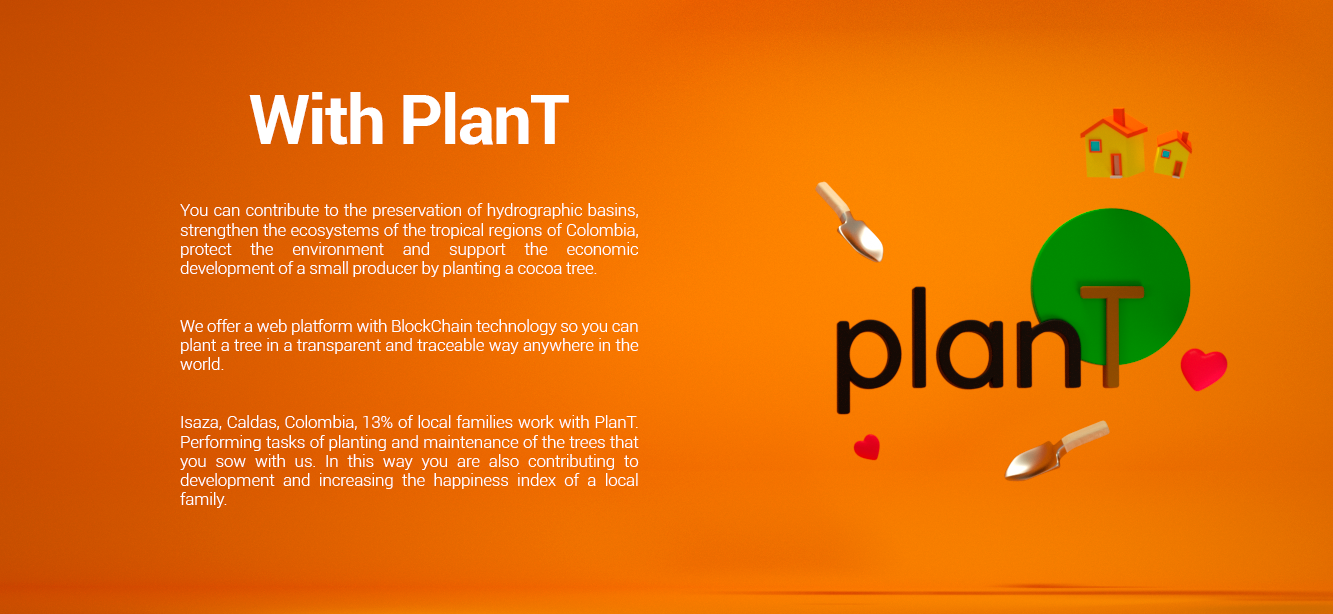 With PlanT
You can contribute to the preservation of hydrographic basins,
strengthen the ecosystems of the tropical regions of Colombia,
protect the environment and support the economic
development of a small producer by planting a cocoa tree.
We offer a web platform with BlockChain technology so you can
plant a tree in a transparent and traceable way anywhere in the
world.
Isaza, Caldas, Colombia, 13% of local families work with PlanT.
Performing tasks of planting and maintenance of the trees that
you sow with us. In this way you are also contributing to
development and increasing the happiness index of a local
family.
planT